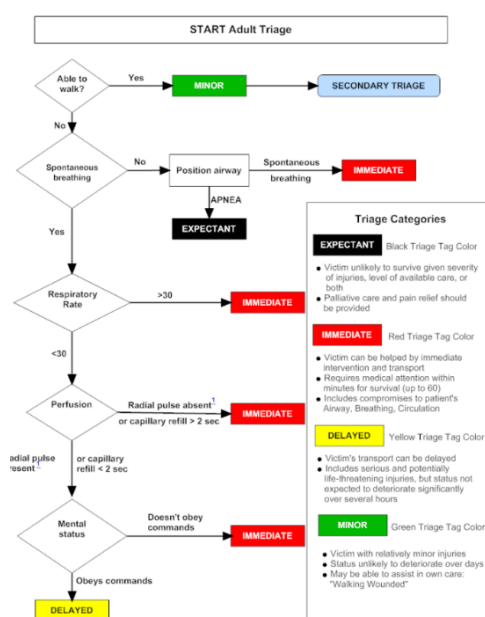 START Adult Triage
Able to
walk?
Yes
MINOR
SECONDARY TRIAGE
No
Spontaneous
breathing
No
Position airway
Spontaneous
breathing
IMMEDIATE
APNEA
EXPECTANT
Yes
Respiratory
Rate
>30
IMMEDIATE
<30
Perfusion
Radial pulse absent1
or capillary refill > 2 sec
IMMEDIATE
adial pulse
resent1
or capillary
refill < 2 sec
Mental
status
Doesn't obey
commands
IMMEDIATE
Obeys commands
DELAYED
Triage Categories
EXPECTANT Black Triage Tag Color
● Victim unlikely to survive given severity
of injuries, level of available care, or
both
● Palliative care and pain relief should
be provided
IMMEDIATE Red Triage Tag Color
● Victim can be helped by immediate
intervention and transport
● Requires medical attention within
minutes for survival (up to 60)
● Includes compromises to patient's
Airway, Breathing, Circulation
DELAYED Yellow Triage Tag Color
● Victim's transport can be delayed
● Includes serious and potentially
life-threatening injuries, but status not
expected to deteriorate significantly
over several hours
MINOR Green Triage Tag Color
● Victim with relatively minor injuries
● Status unlikely to deteriorate over days
● May be able to assist in own care:
"Walking Wounded"